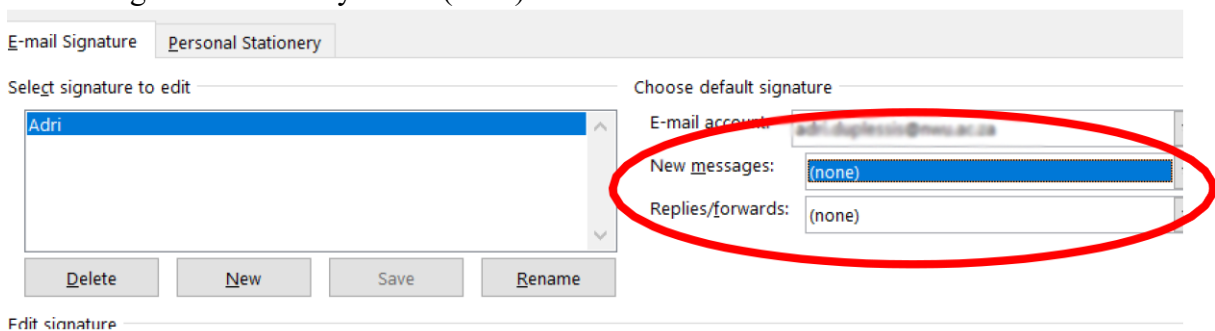 E-mail Signature Personal Stationery
Select signature to edit
Choose default signature
Adri
E-mail account:
New messages: (none)
Replies/forwards: (none)
Delete New Save Rename
Edit signature